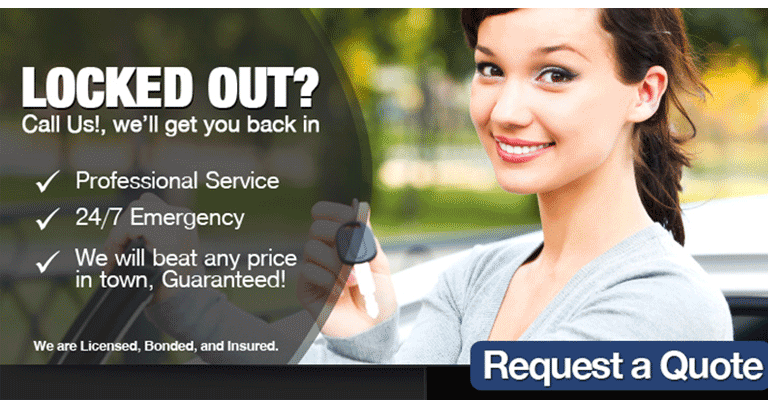 LOCKED OUT?
Call Us!, we'll get you back in
Professional Service
24/7 Emergency
We will beat any price
in town, Guaranteed!
We are Licensed, Bonded, and Insured.
Request a Quote